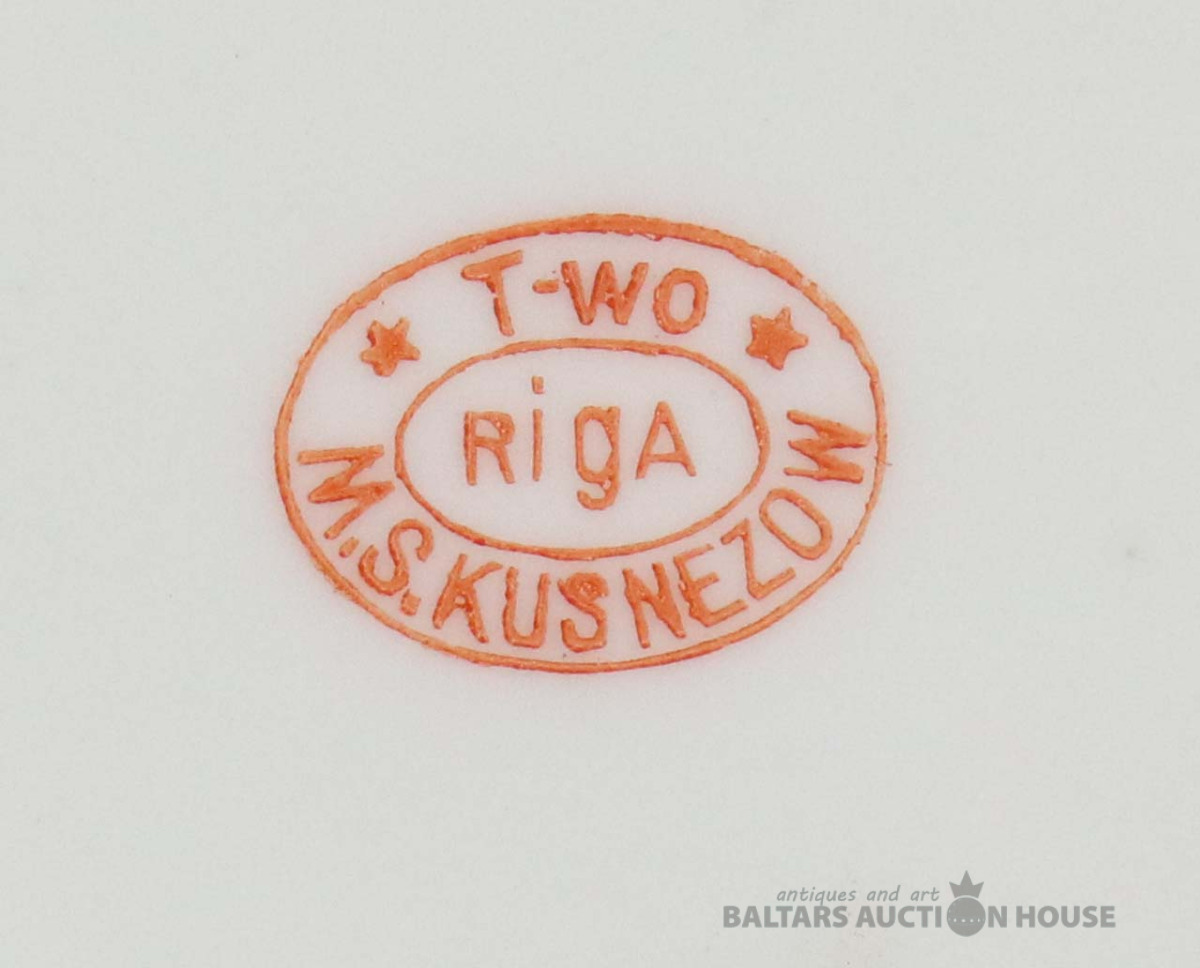 T-WO
RigA
M.S.KUSNEZOW
antiques and art
BALTARS AUCTION HOUSE